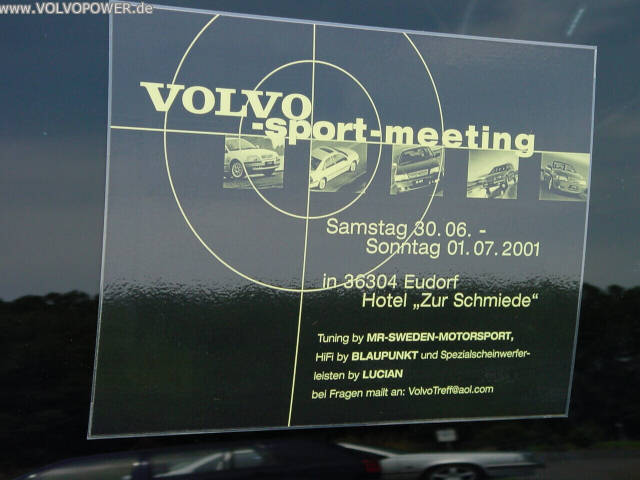 www.VOLVOPOWER.de
VOLVO
-sport-meeting
Samstag 30.06. -
Sonntag 01.07.2001
in 36304 Eudorf
Hotel „Zur Schmiede“
Tuning by MR-SWEDEN-MOTORSPORT,
HiFi by BLAUPUNKT und Spezialscheinwerfer-
leisten by LUCIAN
bei Fragen mailt an: VolvoTreff@aol.com